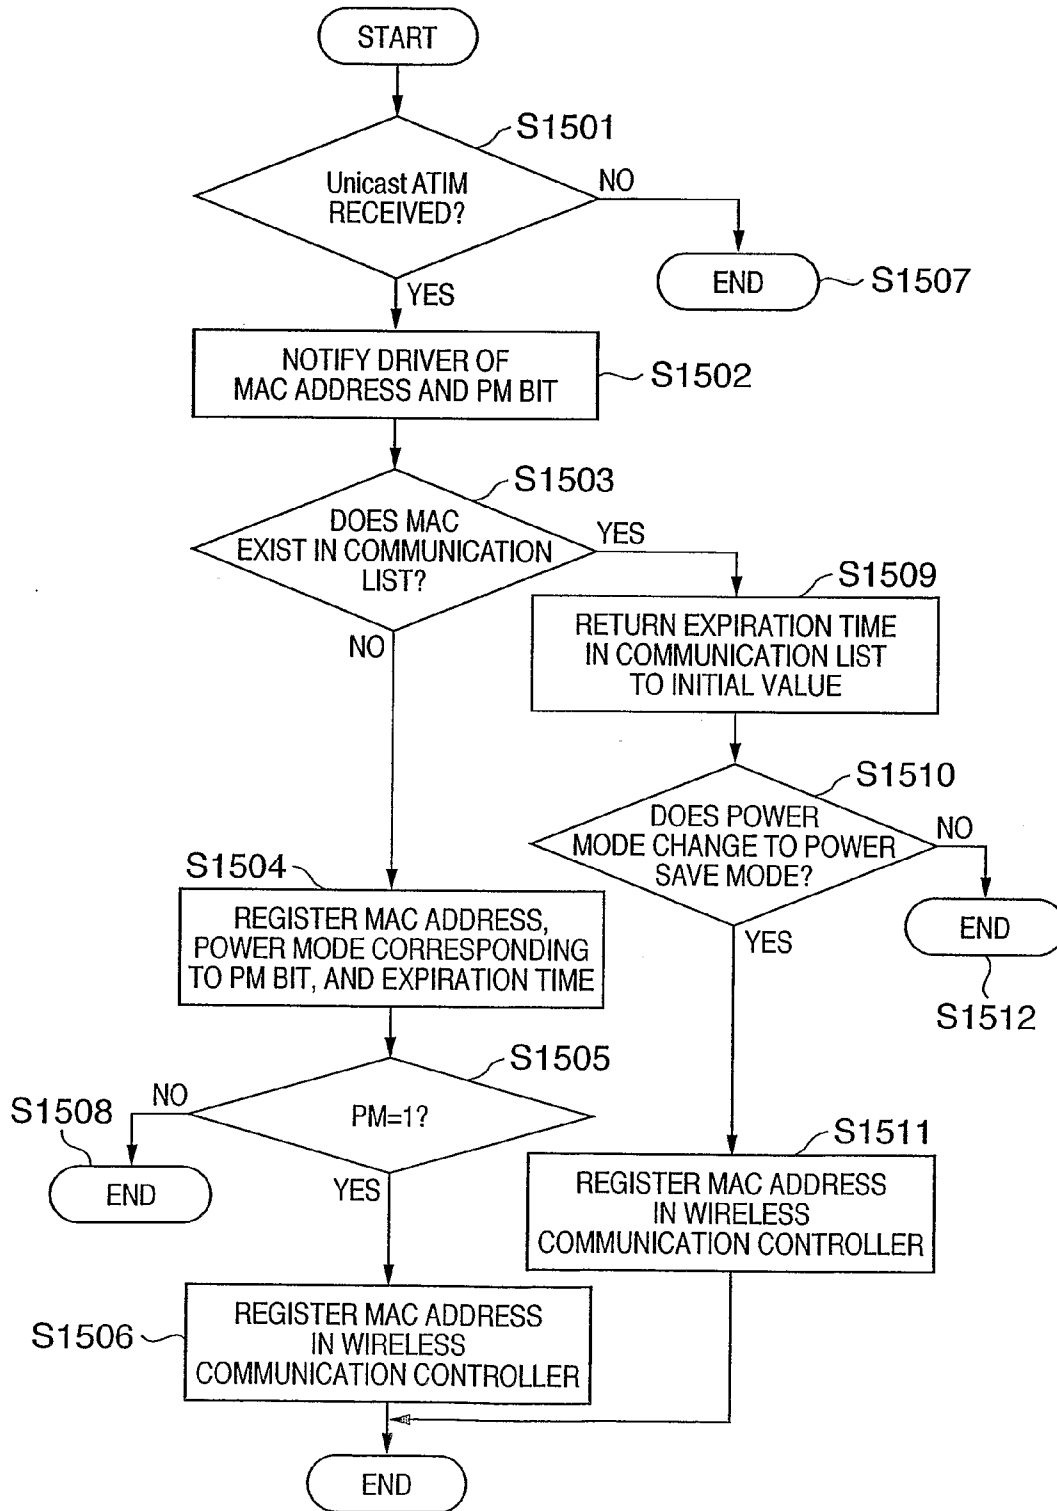 START
S1501
Unicast ATIM
RECEIVED?
NO
END
S1507
YES
NOTIFY DRIVER OF
MAC ADDRESS AND PM BIT
S1502
S1503
DOES MAC
EXIST IN COMMUNICATION
LIST?
YES
NO
S1509
RETURN EXPIRATION TIME
IN COMMUNICATION LIST
TO INITIAL VALUE
S1510
DOES POWER
MODE CHANGE TO POWER
SAVE MODE?
NO
END
S1512
YES
S1504
REGISTER MAC ADDRESS,
POWER MODE CORRESPONDING
TO PM BIT, AND EXPIRATION TIME
S1505
PM=1?
NO
S1508
END
YES
S1511
REGISTER MAC ADDRESS
IN WIRELESS
COMMUNICATION CONTROLLER
S1506
REGISTER MAC ADDRESS
IN WIRELESS
COMMUNICATION CONTROLLER
END